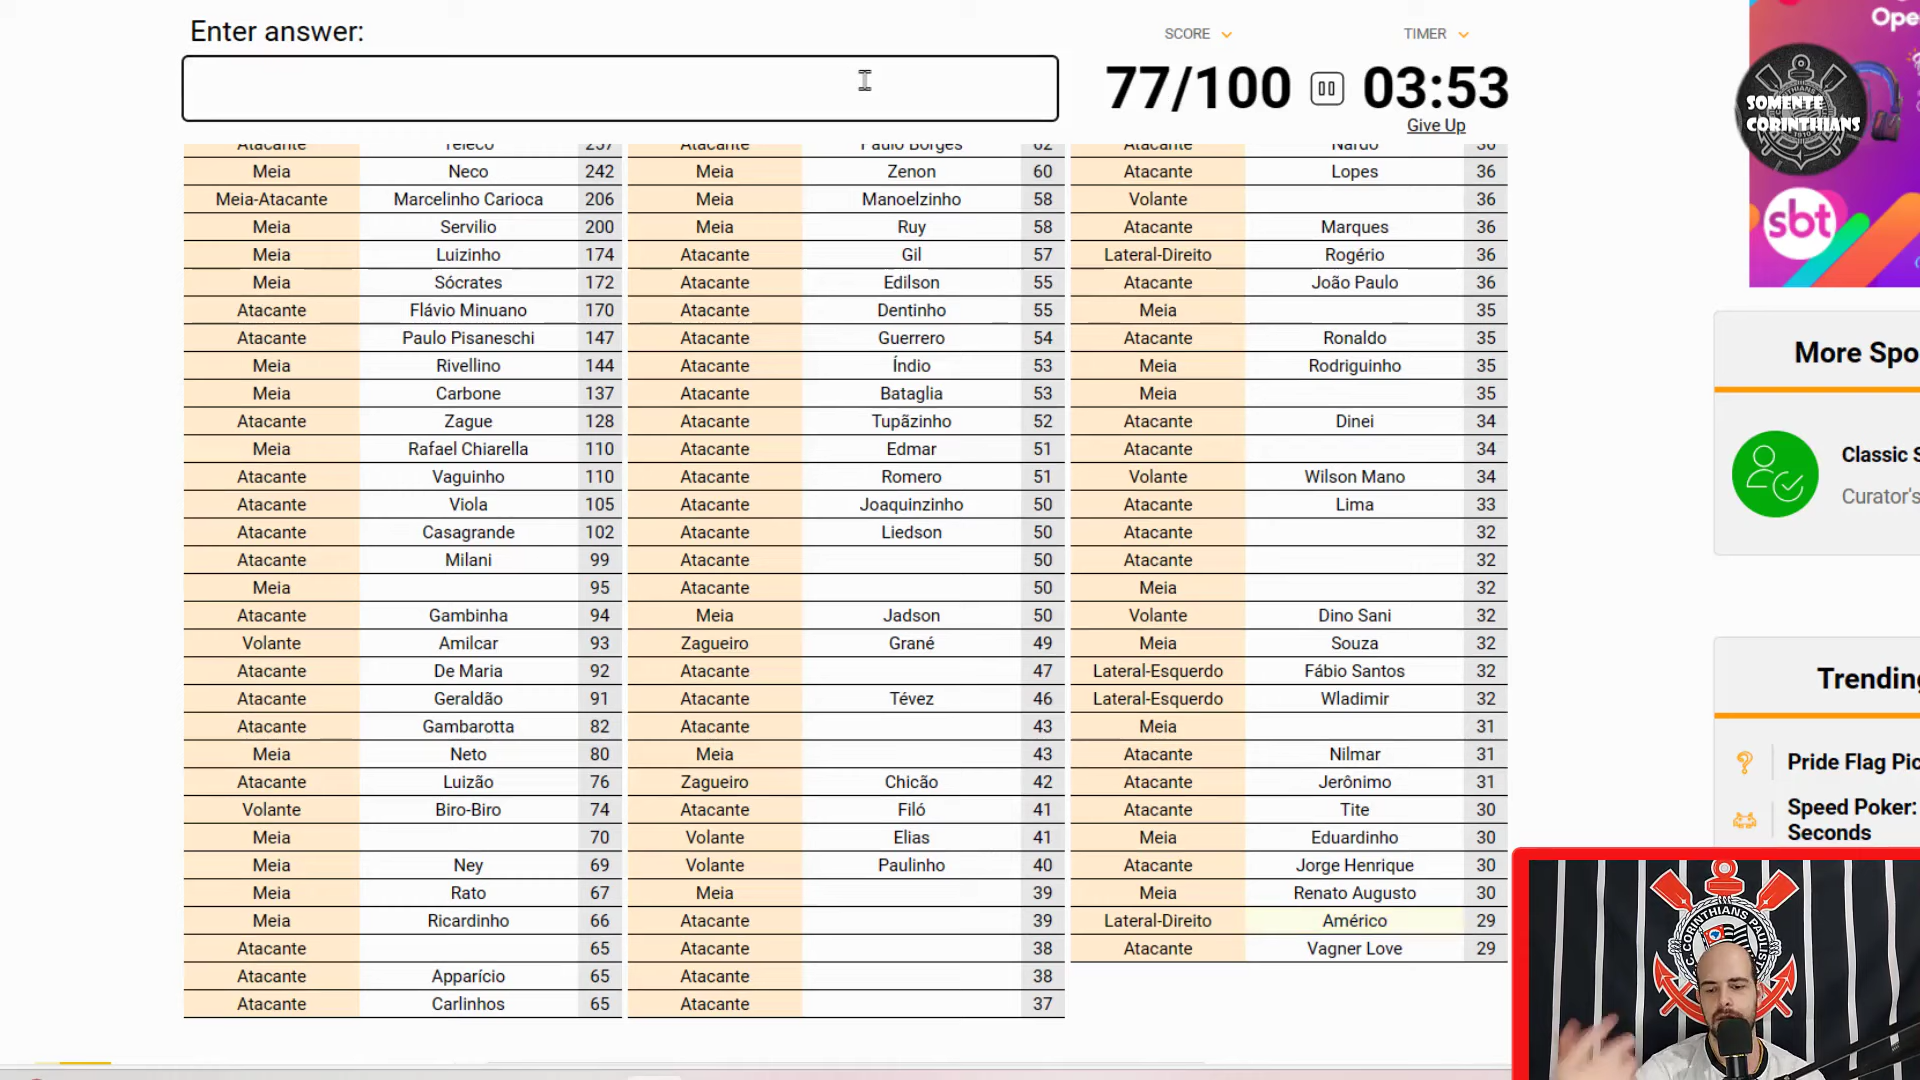 Enter answer:
SCORE
TIMER
77/100
03:53
Give Up
Atacante Teleco 257
Meia Neco 242
Meia-Atacante Marcelinho Carioca 206
Meia Servilio 200
Meia Luizinho 174
Meia Sócrates 172
Atacante Flávio Minuano 170
Atacante Paulo Pisaneschi 147
Meia Rivellino 144
Meia Carbone 137
Atacante Zague 128
Meia Rafael Chiarella 110
Atacante Vaguinho 110
Atacante Viola 105
Atacante Casagrande 102
Atacante Milani 99
Meia 95
Atacante Gambinha 94
Volante Amilcar 93
Atacante De Maria 92
Atacante Geraldão 91
Atacante Gambarotta 82
Meia Neto 80
Atacante Luizão 76
Volante Biro-Biro 74
Meia 70
Meia Ney 69
Meia Rato 67
Meia Ricardinho 66
Atacante 65
Atacante Apparício 65
Atacante Carlinhos 65
Atacante Paulo Borges 62
Meia Zenon 60
Meia Manoelzinho 58
Meia Ruy 58
Atacante Gil 57
Atacante Edilson 55
Atacante Dentinho 55
Atacante Guerrero 54
Atacante Índio 53
Atacante Bataglia 53
Atacante Tupãzinho 52
Atacante Edmar 51
Atacante Romero 51
Atacante Joaquinzinho 50
Atacante Liedson 50
Atacante 50
Atacante 50
Meia Jadson 50
Zagueiro Grané 49
Atacante 47
Atacante Tévez 46
Atacante 43
Meia 43
Zagueiro Chicão 42
Atacante Filó 41
Volante Elias 41
Volante Paulinho 40
Meia 39
Atacante 39
Atacante 38
Atacante 38
Atacante 37
Atacante Nardo 36
Atacante Lopes 36
Volante 36
Atacante Marques 36
Lateral-Direito Rogério 36
Atacante João Paulo 36
Meia 35
Atacante Ronaldo 35
Meia Rodriguinho 35
Meia 35
Atacante Dinei 34
Atacante 34
Volante Wilson Mano 34
Atacante Lima 33
Atacante 32
Atacante 32
Meia 32
Volante Dino Sani 32
Meia Souza 32
Lateral-Esquerdo Fábio Santos 32
Lateral-Esquerdo Wladimir 32
Meia 31
Atacante Nilmar 31
Atacante Jerônimo 31
Atacante Tite 30
Meia Eduardinho 30
Atacante Jorge Henrique 30
Meia Renato Augusto 30
Lateral-Direito Américo 29
Atacante Vagner Love 29
Ope
SOMENTE
CORINTHIANS
1910
sbt
More Spo
Classic S
Curator's
Trending
Pride Flag Pic
Speed Poker:
Seconds
S.C. CORINTHIANS PAULISTA